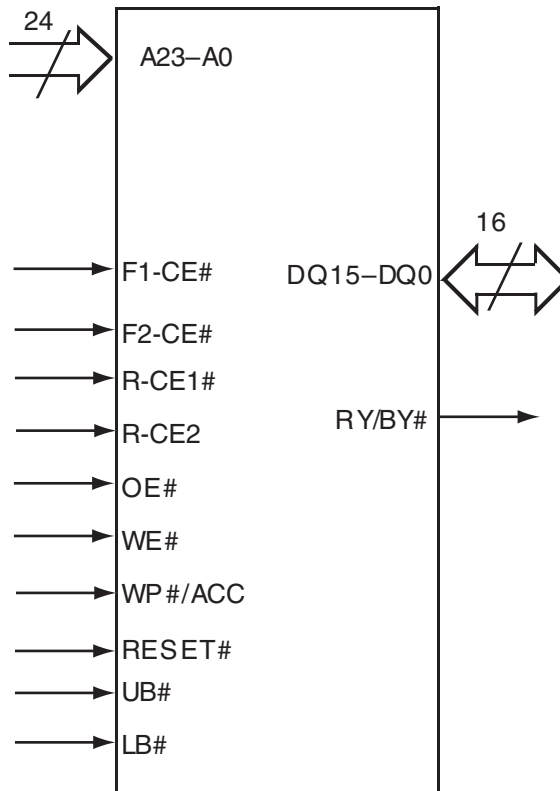 24
A23–A0
16
F1-CE#
DQ15–DQ0
F2-CE#
R-CE1#
R-CE2
RY/BY#
OE#
WE#
WP#/ACC
RESET#
UB#
LB#